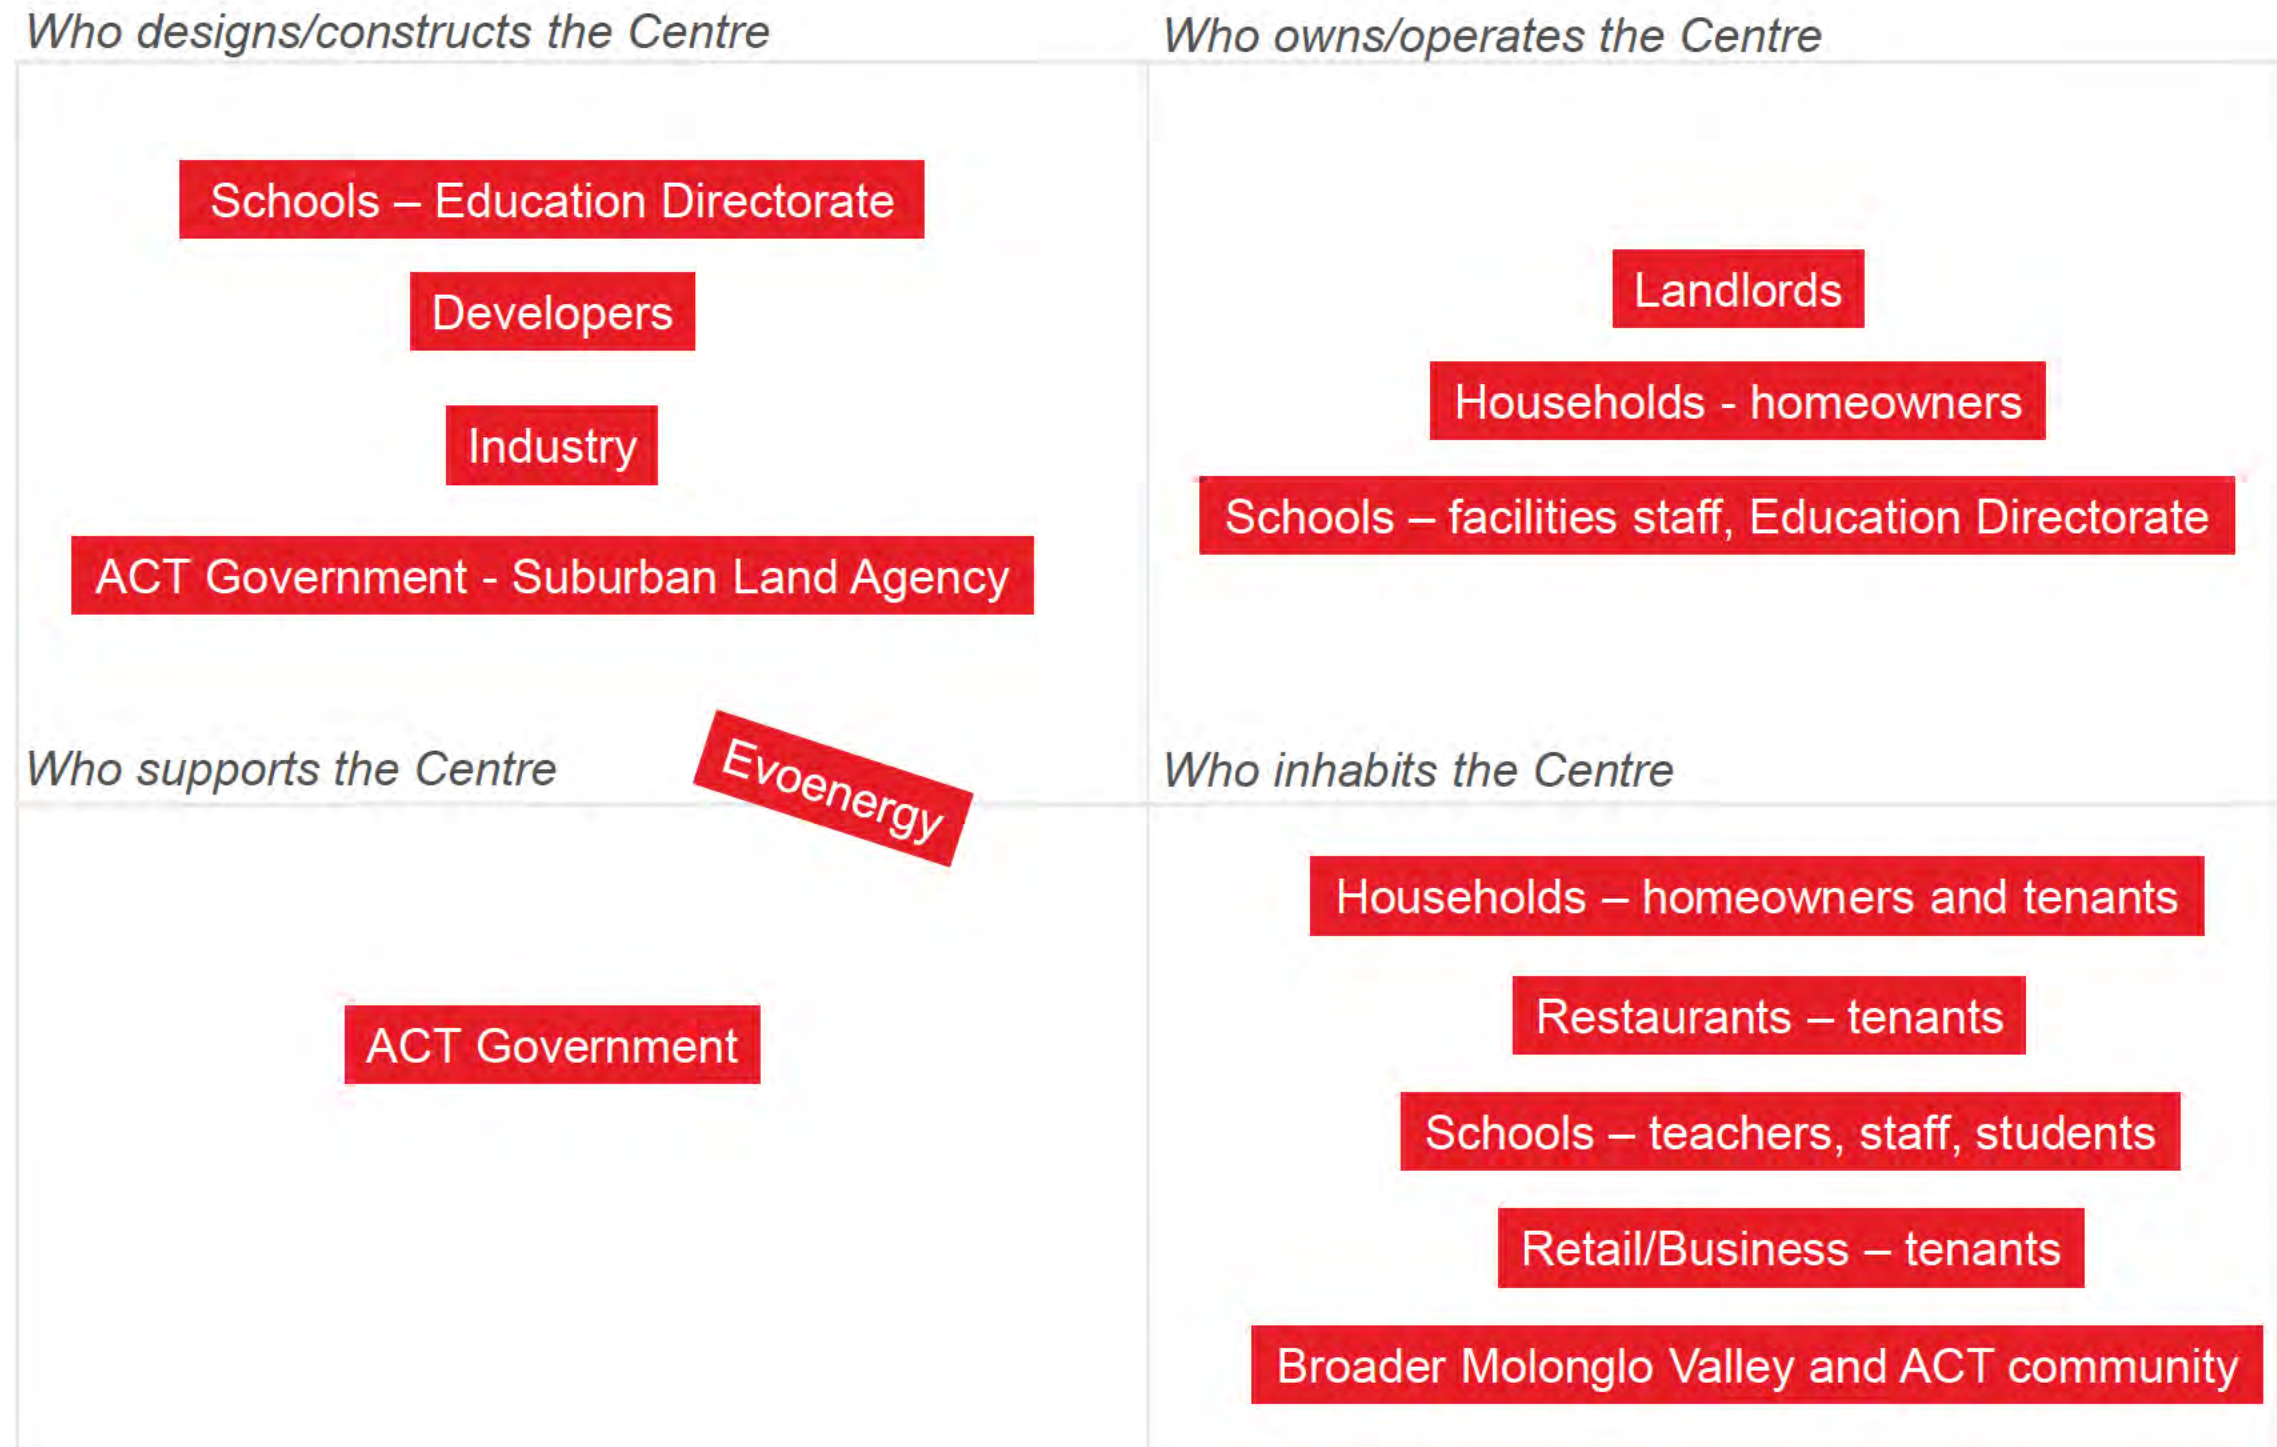 Who designs/constructs the Centre
Schools – Education Directorate
Developers
Industry
ACT Government - Suburban Land Agency
Who owns/operates the Centre
Landlords
Households - homeowners
Schools – facilities staff, Education Directorate
Evoenergy
Who supports the Centre
ACT Government
Who inhabits the Centre
Households – homeowners and tenants
Restaurants – tenants
Schools – teachers, staff, students
Retail/Business – tenants
Broader Molonglo Valley and ACT community